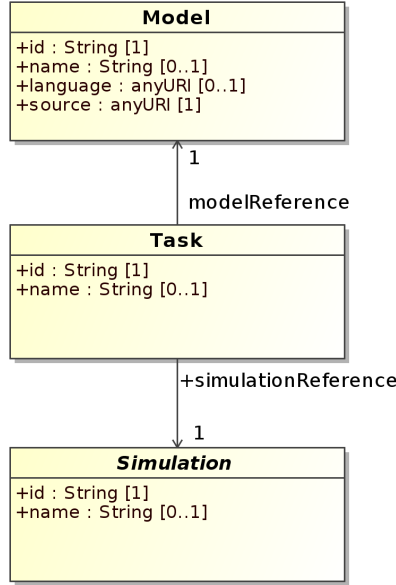 Model
+id : String [1]
+name : String [0..1]
+language : anyURI [0..1]
+source : anyURI [1]
1
modelReference
Task
+id : String [1]
+name : String [0..1]
+simulationReference
1
Simulation
+id : String [1]
+name : String [0..1]